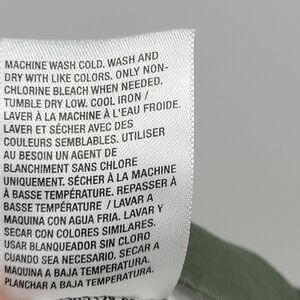 MACHINE WASH COLD. WASH AND
DRY WITH LIKE COLORS. ONLY NON-
CHLORINE BLEACH WHEN NEEDED.
TUMBLE DRY LOW. COOL IRON /
LAVER À LA MACHINE À L'EAU FROIDE.
LAVER ET SÉCHER AVEC DES
COULEURS SEMBLABLES. UTILISER
AU BESOIN UN AGENT DE
BLANCHIMENT SANS CHLORE
UNIQUEMENT. SÉCHER À LA MACHINE
À BASSE TEMPÉRATURE. REPASSER À
BASSE TEMPÉRATURE / LAVAR A
MAQUINA CON AGUA FRIA. LAVAR Y
SECAR CON COLORES SIMILARES.
USAR BLANQUEADOR SIN CLORO
CUANDO SEA NECESARIO. SECAR A
MAQUINA A BAJA TEMPERATURA.
PLANCHAR A BAJA TEMPERATURA.